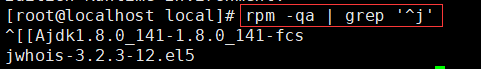 [root@localhost local]# rpm -qa | grep '^j'
^[[Ajdk1.8.0_141-1.8.0_141-fcs
jwhois-3.2.3-12.el5